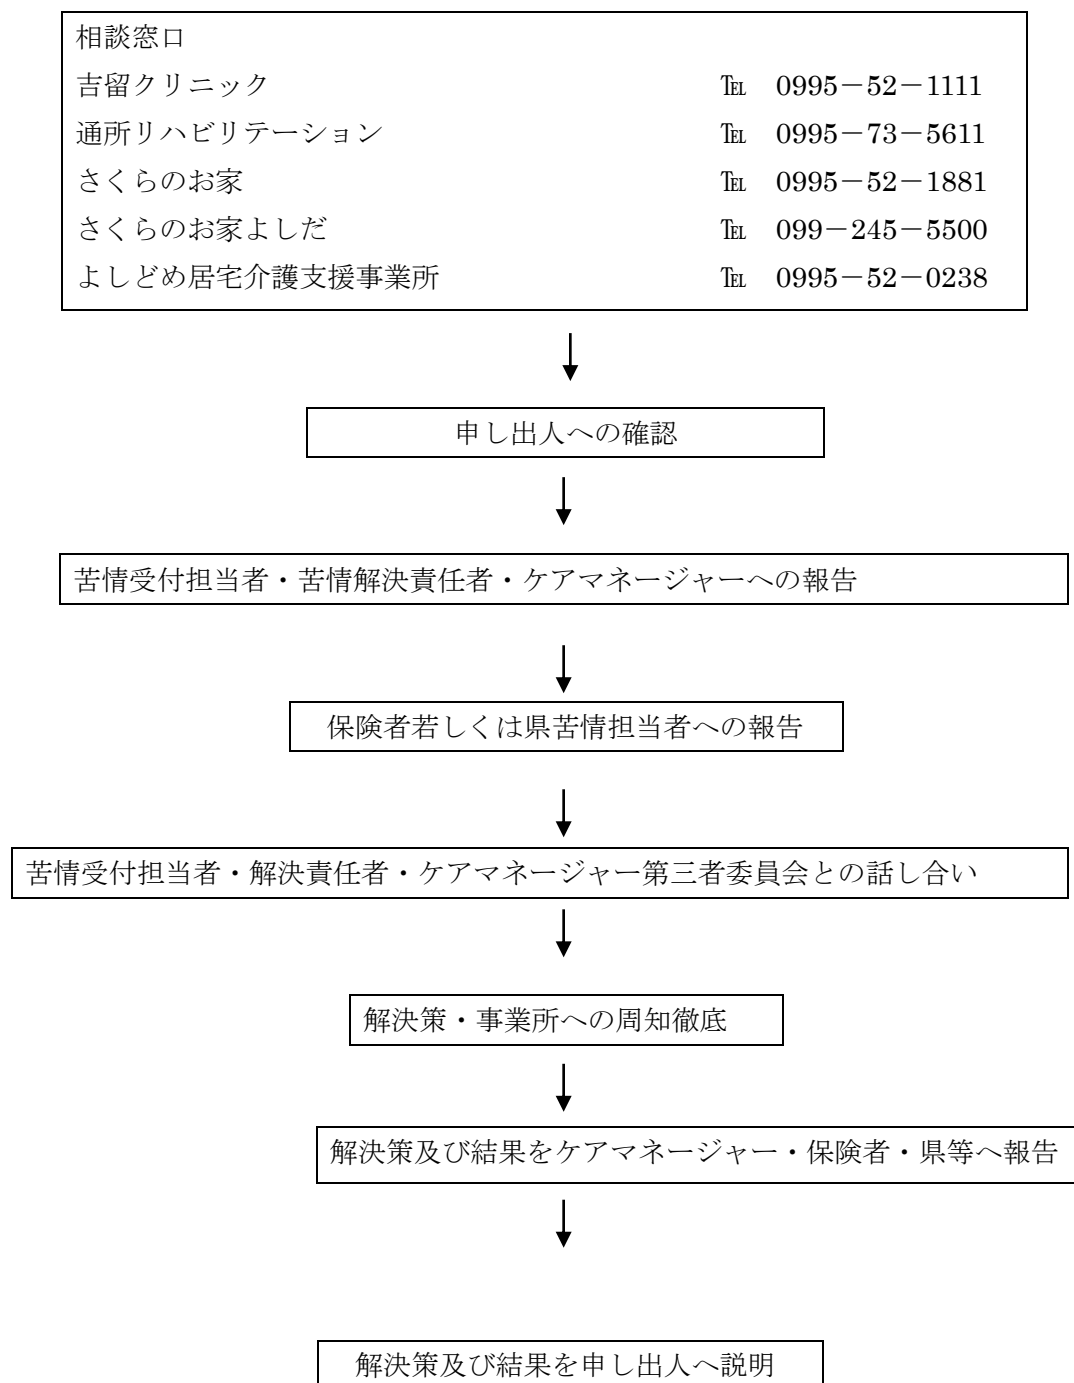 相談窓口
吉留クリニック ℡ 0995－52－1111
通所リハビリテーション ℡ 0995－73－5611
さくらのお家 ℡ 0995－52－1881
さくらのお家よしだ ℡ 099－245－5500
よしどめ居宅介護支援事業所 ℡ 0995－52－0238
申し出人への確認
苦情受付担当者・苦情解決責任者・ケアマネージャーへの報告
保険者若しくは県苦情担当者への報告
苦情受付担当者・解決責任者・ケアマネージャー第三者委員会との話し合い
解決策・事業所への周知徹底
解決策及び結果をケアマネージャー・保険者・県等へ報告
解決策及び結果を申し出人へ説明